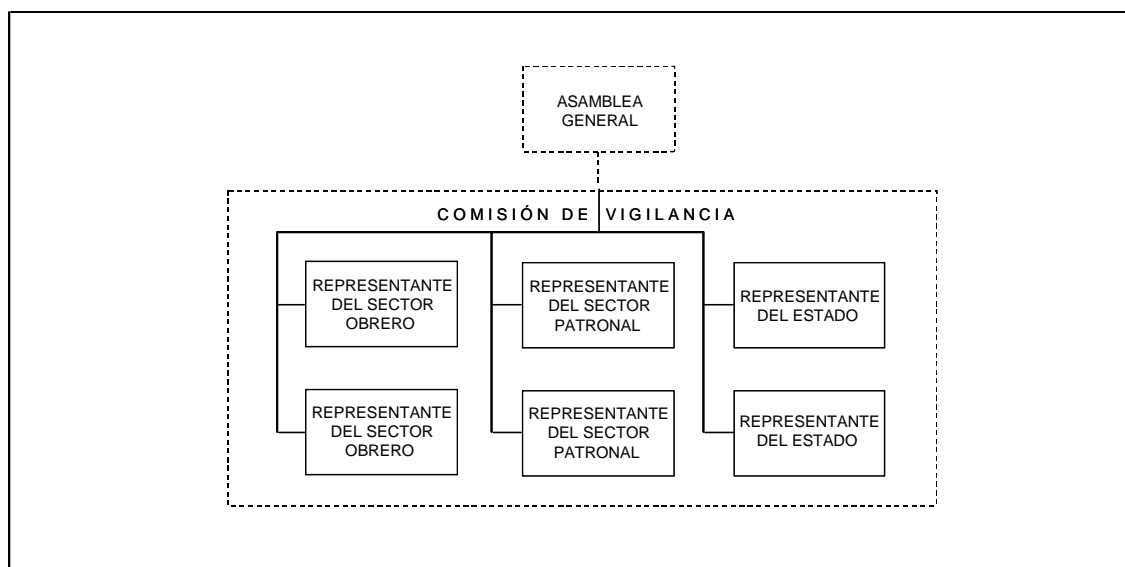 ASAMBLEA
GENERAL
COMISIÓN DE VIGILANCIA
REPRESENTANTE
DEL SECTOR
OBRERO
REPRESENTANTE
DEL SECTOR
PATRONAL
REPRESENTANTE
DEL ESTADO
REPRESENTANTE
DEL SECTOR
OBRERO
REPRESENTANTE
DEL SECTOR
PATRONAL
REPRESENTANTE
DEL ESTADO